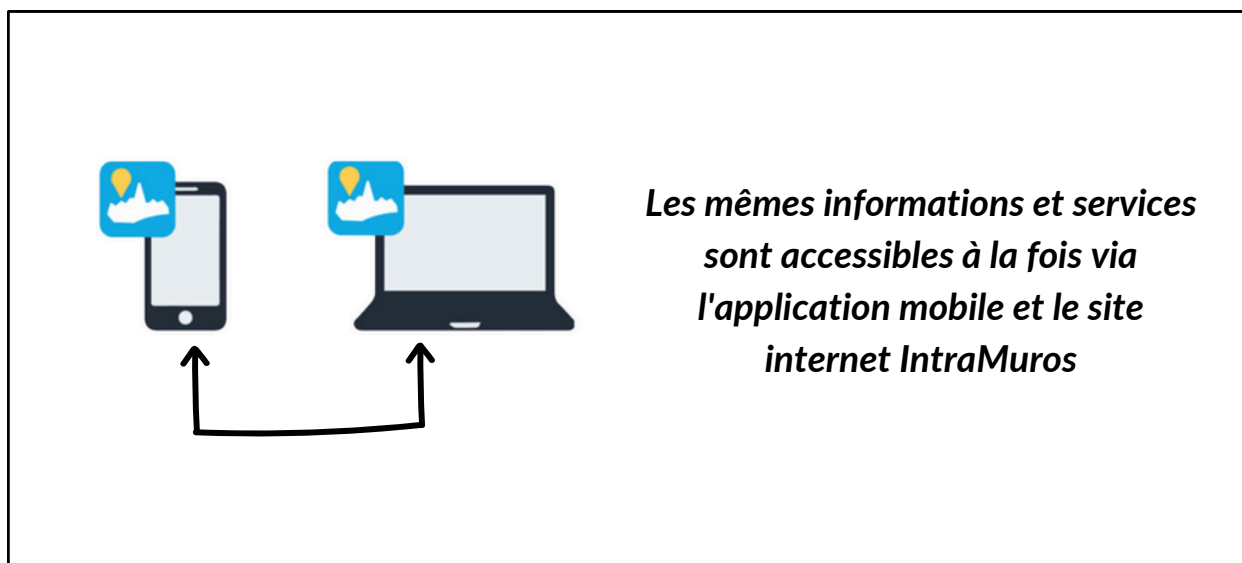 Les mêmes informations et services
sont accessibles à la fois via
l'application mobile et le site
internet IntraMuros